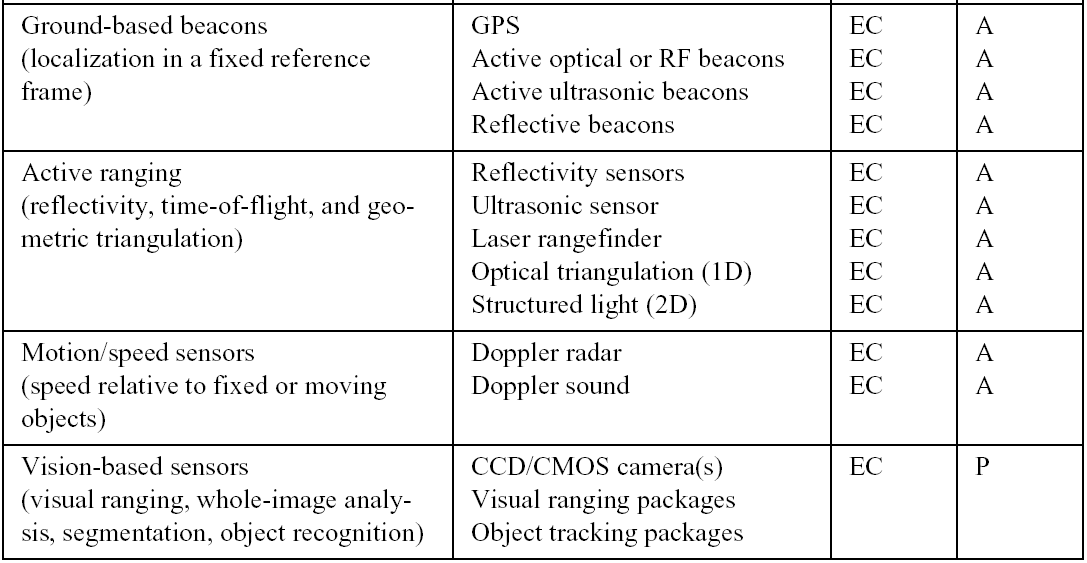 Ground-based beacons GPS EC A
(localization in a fixed reference Active optical or RF beacons EC A
frame) Active ultrasonic beacons EC A
Reflective beacons EC A
Active ranging Reflectivity sensors EC A
(reflectivity, time-of-flight, and geo- Ultrasonic sensor EC A
metric triangulation) Laser rangefinder EC A
Optical triangulation (1D) EC A
Structured light (2D) EC A
Motion/speed sensors Doppler radar EC A
(speed relative to fixed or moving Doppler sound EC A
objects)
Vision-based sensors CCD/CMOS camera(s) EC P
(visual ranging, whole-image analy- Visual ranging packages
sis, segmentation, object recognition) Object tracking packages